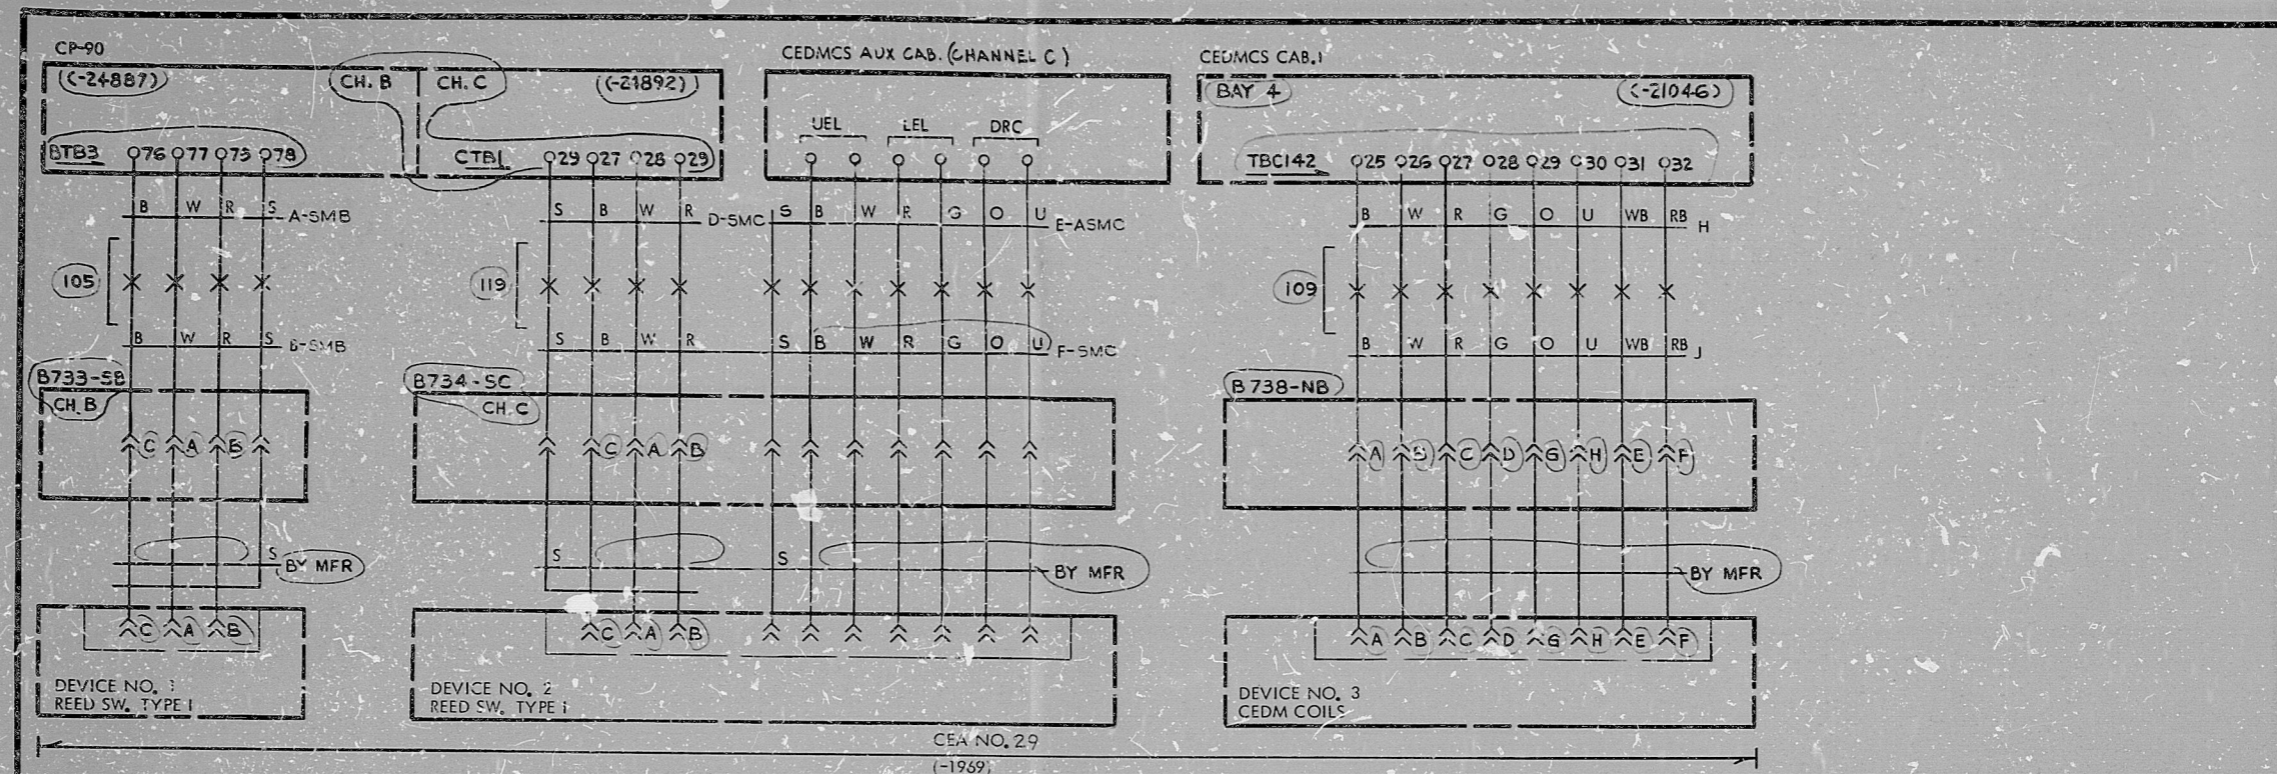 CP-90
CEDMCS AUX CAB. (CHANNEL C)
CEDMCS CAB.1
(-24887) CH. B CH. C
BAY 4 (-21046)
UEL LEL DRC
BTB3 76 77 78
CTB1 29 27 28 29
TBC142 25 26 27 28 29 30 31 32
B W R S A-SMB
S B W R D-SMC
S B W R G O U E-ASMC
B W R G O U WB RB H
105
119
109
B W R S B-SMB
S B W R
S B W R G O U F-SMC
B W R G O U WB RB J
B733-SB
CH. B
B734-SC
CH. C
B738-NB
C A B
C A B
A B C D G H E F
S BY MFR
S S BY MFR
BY MFR
C A B
C A B
A B C D G H E F
DEVICE NO. 1
REED SW. TYPE 1
DEVICE NO. 2
REED SW. TYPE 1
DEVICE NO. 3
CEDM COILS
CEA NO. 29
(-1969)